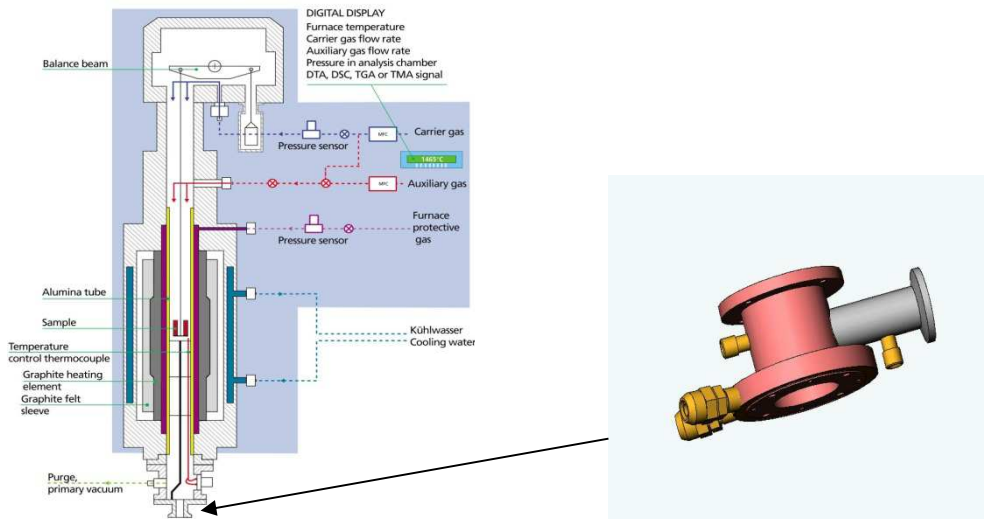 DIGITAL DISPLAY
Furnace temperature
Carrier gas flow rate
Auxiliary gas flow rate
Pressure in analysis chamber
DTA, DSC, TGA or TMA signal
Balance beam
MFC
Carrier gas
Pressure sensor
1465°C
MFC
Auxiliary gas
Furnace
protective
gas
Pressure sensor
Alumina tube
Sample
Kühlwasser
Cooling water
Temperature
control thermocouple
Graphite heating
element
Graphite felt
sleeve
Purge,
primary vacuum